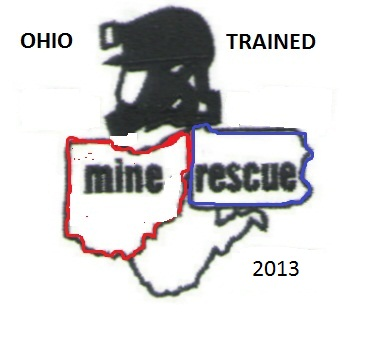 OHIO TRAINED
mine rescue
2013